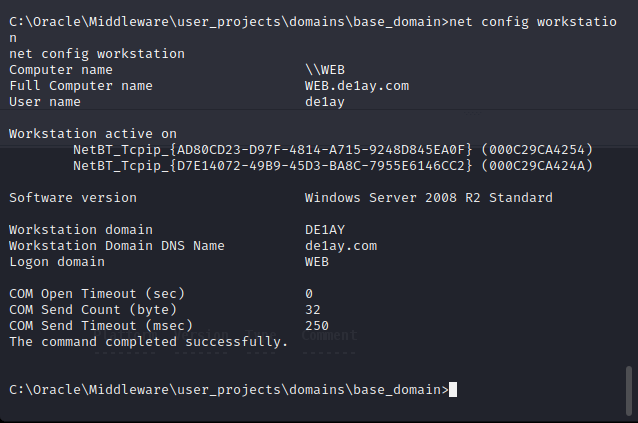 C:\Oracle\Middleware\user_projects\domains\base_domain>net config workstatio
n
net config workstation
Computer name                        \\WEB
Full Computer name                   WEB.de1ay.com
User name                            de1ay
Workstation active on
        NetBT_Tcpip_{AD80CD23-D97F-4814-A715-9248D845EA0F} (000C29CA4254)
        NetBT_Tcpip_{D7E14072-49B9-45D3-BA8C-7955E6146CC2} (000C29CA424A)
Software version                     Windows Server 2008 R2 Standard
Workstation domain                   DE1AY
Workstation Domain DNS Name          de1ay.com
Logon domain                         WEB
COM Open Timeout (sec)               0
COM Send Count (byte)                32
COM Send Timeout (msec)              250
The command completed successfully.
C:\Oracle\Middleware\user_projects\domains\base_domain>